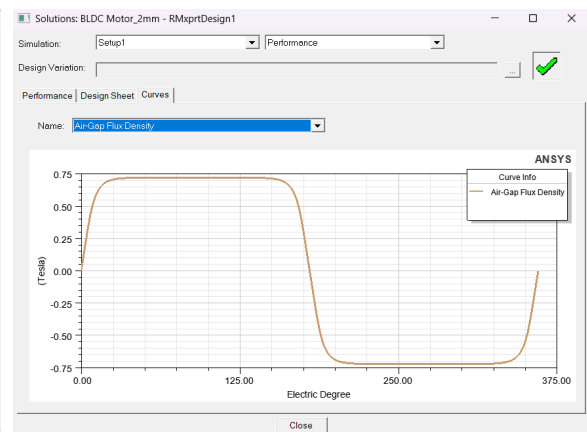 Solutions: BLDC Motor_2mm - RMxprtDesign1
Simulation: Setup1 Performance
Design Variation: ...
Performance Design Sheet Curves
Name: Air-Gap Flux Density
ANSYS
Curve Info
Air-Gap Flux Density
0.75
0.50
0.25
0.00
-0.25
-0.50
-0.75
(Tesla)
0.00 125.00 250.00 375.00
Electric Degree
Close